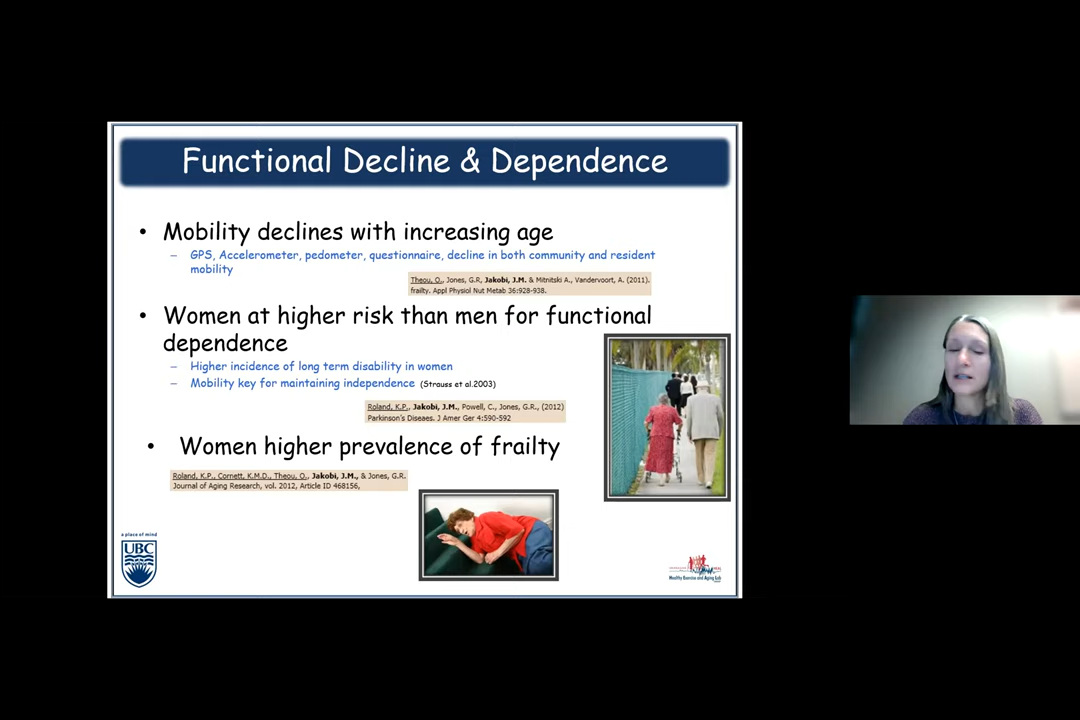 Functional Decline & Dependence
• Mobility declines with increasing age
– GPS, Accelerometer, pedometer, questionnaire, decline in both community and resident
mobility
Theou, O., Jones, G.R, Jakobi, J.M. & Mitnitski A., Vandervoort, A. (2011).
frailty. Appl Physiol Nut Metab 36:928-938.
• Women at higher risk than men for functional
dependence
– Higher incidence of long term disability in women
– Mobility key for maintaining independence (Strauss et al.2003)
Roland, K.P., Jakobi, J.M., Powell, C., Jones, G.R., (2012)
Parkinson's Diseaes. J Amer Ger 4:590-592
• Women higher prevalence of frailty
Roland, K.P., Cornett, K.M.D., Theou, O., Jakobi, J.M., & Jones, G.R.
Journal of Aging Research, vol. 2012, Article ID 468156,
a place of mind
UBC
Healthy Exercise and Aging Lab